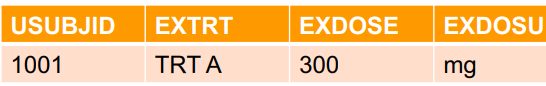 USUBJID EXTRT EXDOSE EXDOSU
1001 TRT A 300 mg